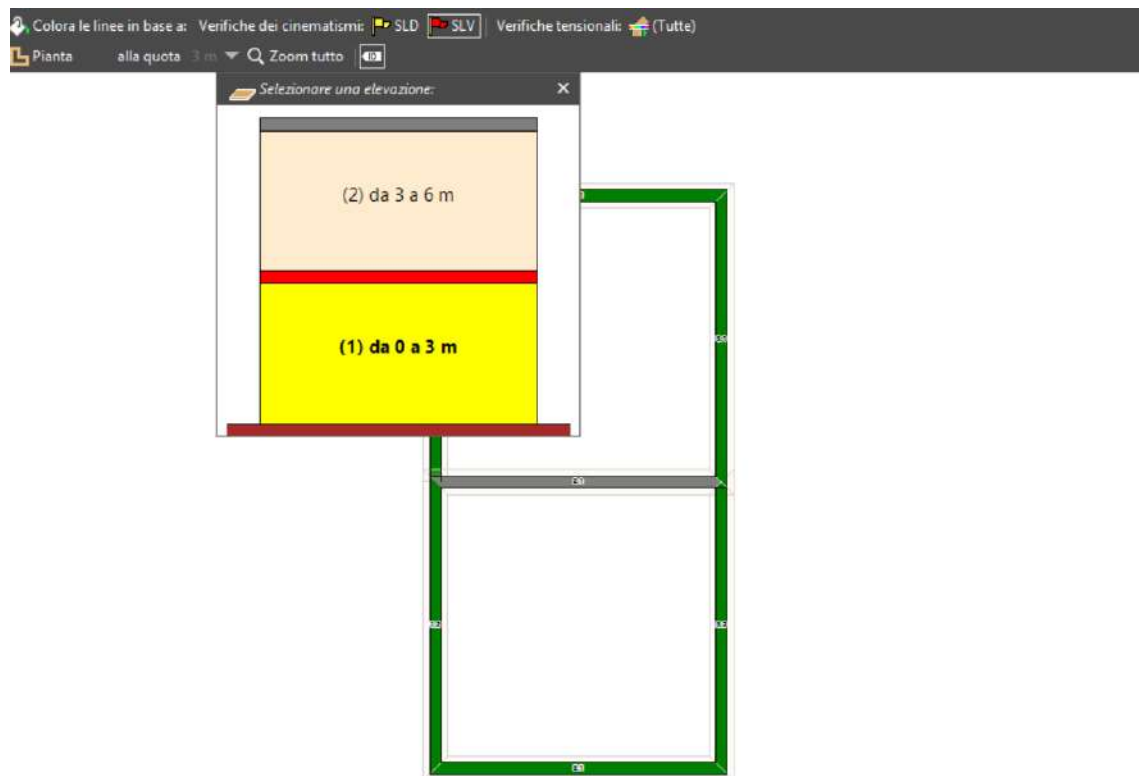 Colora le linee in base a: Verifiche dei cinematismi: SLD SLV Verifiche tensionali: (Tutte)
Pianta alla quota 3 m Zoom tutto
Selezionare una elevazione:
(2) da 3 a 6 m
(1) da 0 a 3 m